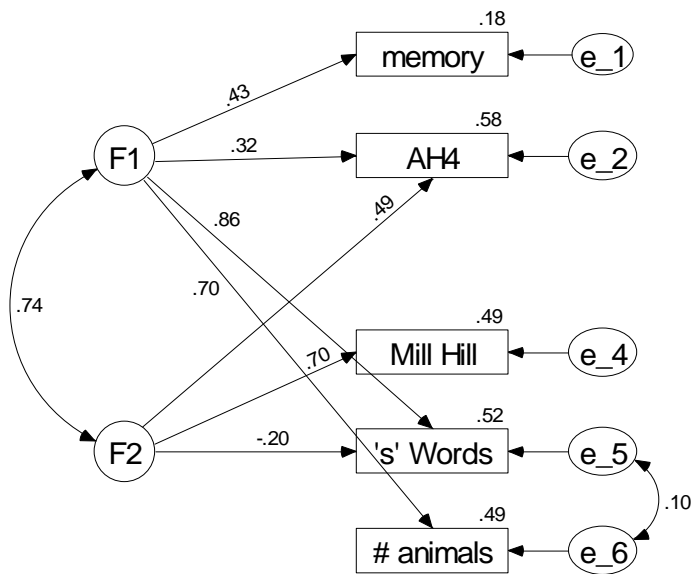 .18
memory
e_1
.43
.58
F1
.32
AH4
e_2
.86
.49
.70
.74
.49
.70
Mill Hill
e_4
.52
F2
-.20
's' Words
e_5
.10
.49
# animals
e_6